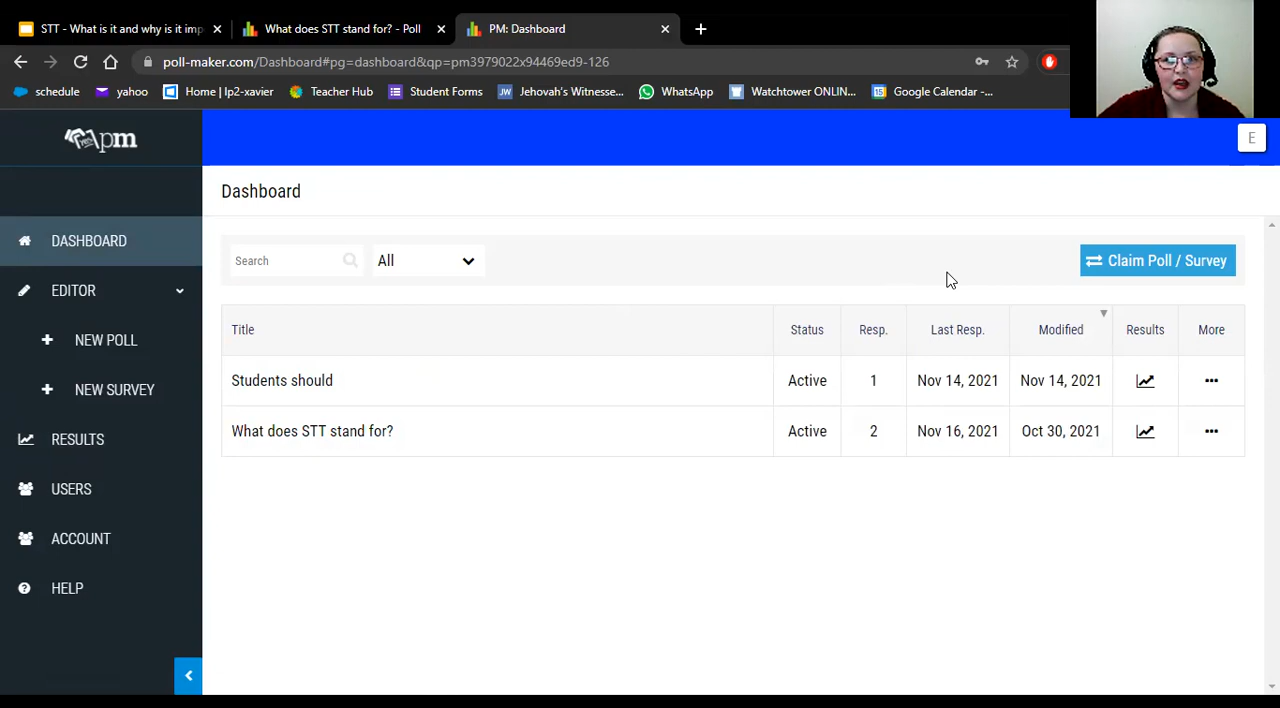 STT - What is it and why is it imp
What does STT stand for? - Poll
PM: Dashboard
poll-maker.com/Dashboard#pg=dashboard&qp=pm3979022x94469ed9-126
schedule yahoo Home | lp2-xavier Teacher Hub Student Forms Jehovah's Witnesse... WhatsApp Watchtower ONLIN... Google Calendar -...
pm
E
Dashboard
DASHBOARD
EDITOR
NEW POLL
NEW SURVEY
RESULTS
USERS
ACCOUNT
HELP
Search All Claim Poll / Survey
Title Status Resp. Last Resp. Modified Results More
Students should Active 1 Nov 14, 2021 Nov 14, 2021
What does STT stand for? Active 2 Nov 16, 2021 Oct 30, 2021